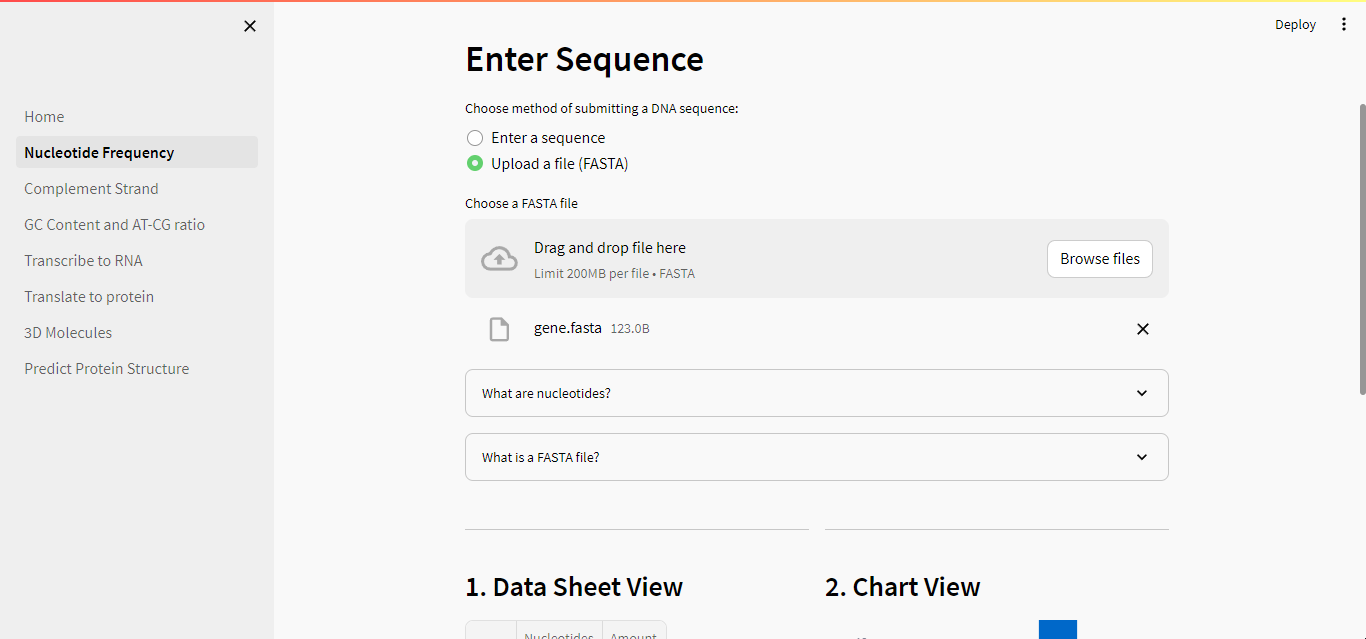 Deploy
Home
Nucleotide Frequency
Complement Strand
GC Content and AT-CG ratio
Transcribe to RNA
Translate to protein
3D Molecules
Predict Protein Structure
Enter Sequence
Choose method of submitting a DNA sequence:
Enter a sequence
Upload a file (FASTA)
Choose a FASTA file
Drag and drop file here
Limit 200MB per file • FASTA
Browse files
gene.fasta 123.0B
What are nucleotides?
What is a FASTA file?
1. Data Sheet View
2. Chart View
Nucleotides Amount